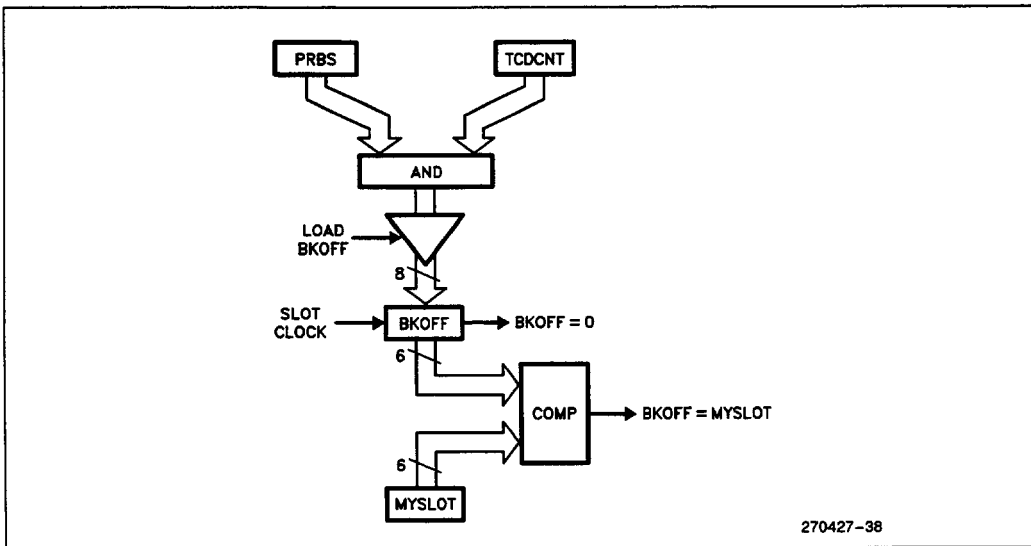 PRBS
TCDCNT
AND
LOAD
BKOFF
8
SLOT
CLOCK
BKOFF
BKOFF = 0
6
COMP
BKOFF = MYSLOT
6
MYSLOT
270427-38